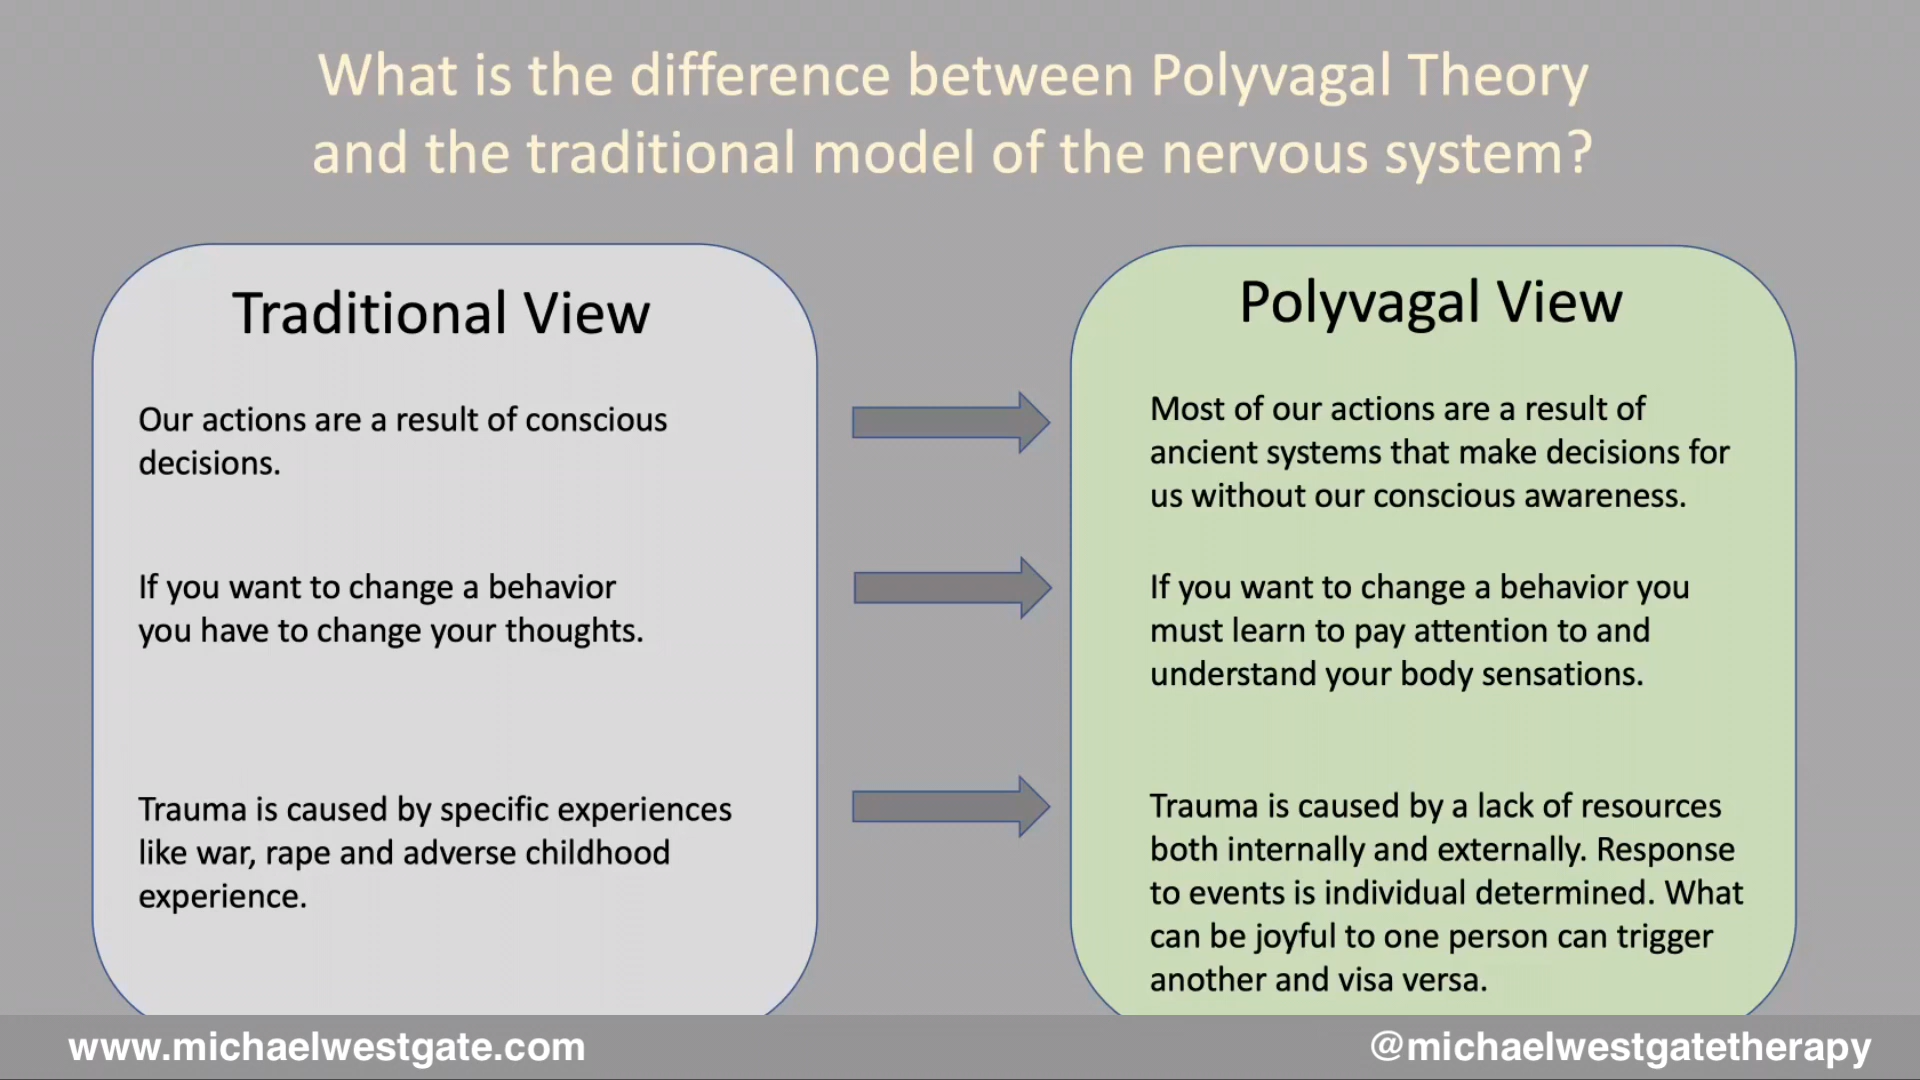 What is the difference between Polyvagal Theory
and the traditional model of the nervous system?
Traditional View
Our actions are a result of conscious
decisions.
If you want to change a behavior
you have to change your thoughts.
Trauma is caused by specific experiences
like war, rape and adverse childhood
experience.
Polyvagal View
Most of our actions are a result of
ancient systems that make decisions for
us without our conscious awareness.
If you want to change a behavior you
must learn to pay attention to and
understand your body sensations.
Trauma is caused by a lack of resources
both internally and externally. Response
to events is individual determined. What
can be joyful to one person can trigger
another and visa versa.
www.michaelwestgate.com
@michaelwestgatetherapy